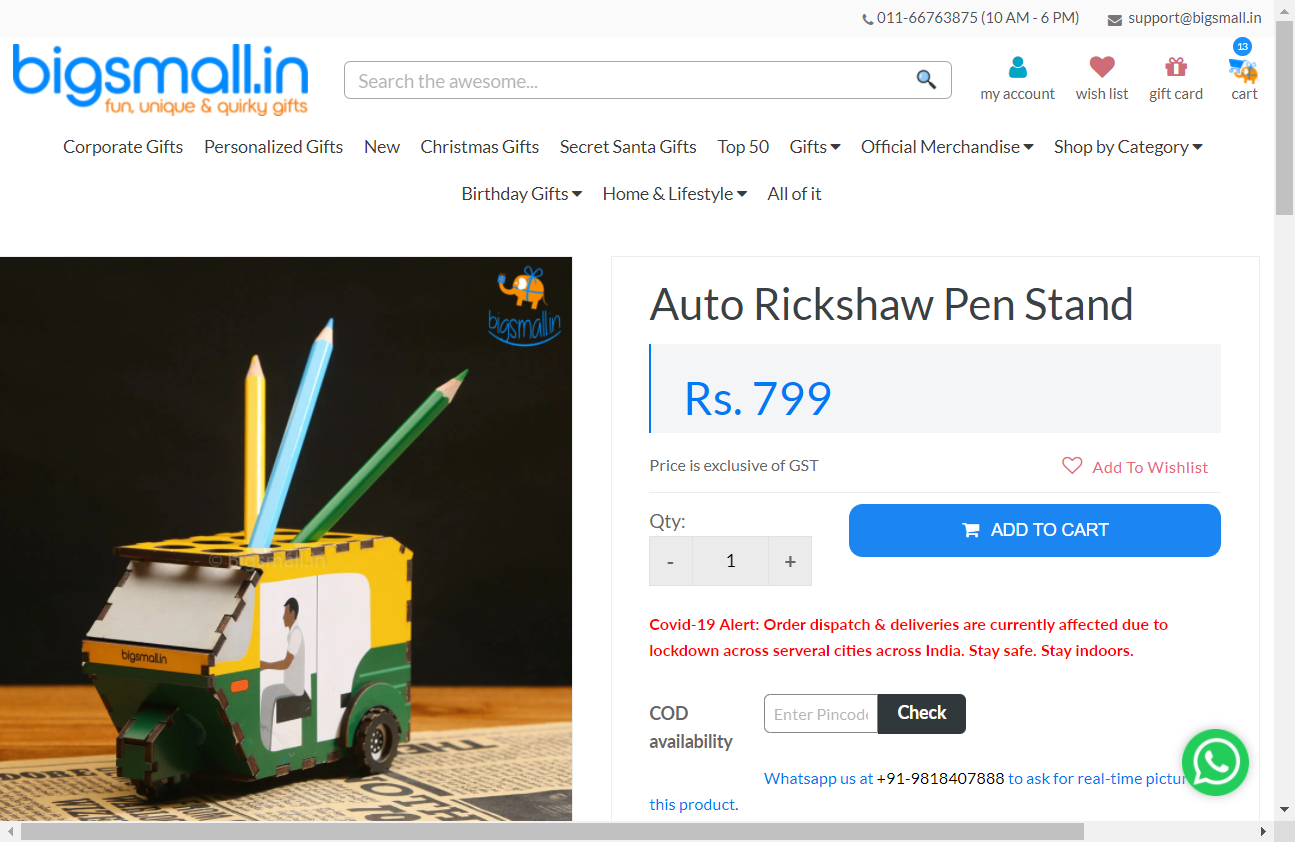 011-66763875 (10 AM - 6 PM) support@bigsmall.in
bigsmall.in
fun, unique & quirky gifts
Search the awesome...
my account wish list gift card 13 cart
Corporate Gifts Personalized Gifts New Christmas Gifts Secret Santa Gifts Top 50 Gifts Official Merchandise Shop by Category
Birthday Gifts Home & Lifestyle All of it
bigsmall.in
© bigsmall.in
bigsmall.in
Auto Rickshaw Pen Stand
Rs. 799
Price is exclusive of GST Add To Wishlist
Qty:
- 1 +
ADD TO CART
Covid-19 Alert: Order dispatch & deliveries are currently affected due to
lockdown across serveral cities across India. Stay safe. Stay indoors.
COD
availability
Enter Pincod
Check
Whatsapp us at +91-9818407888 to ask for real-time pictu
this product.